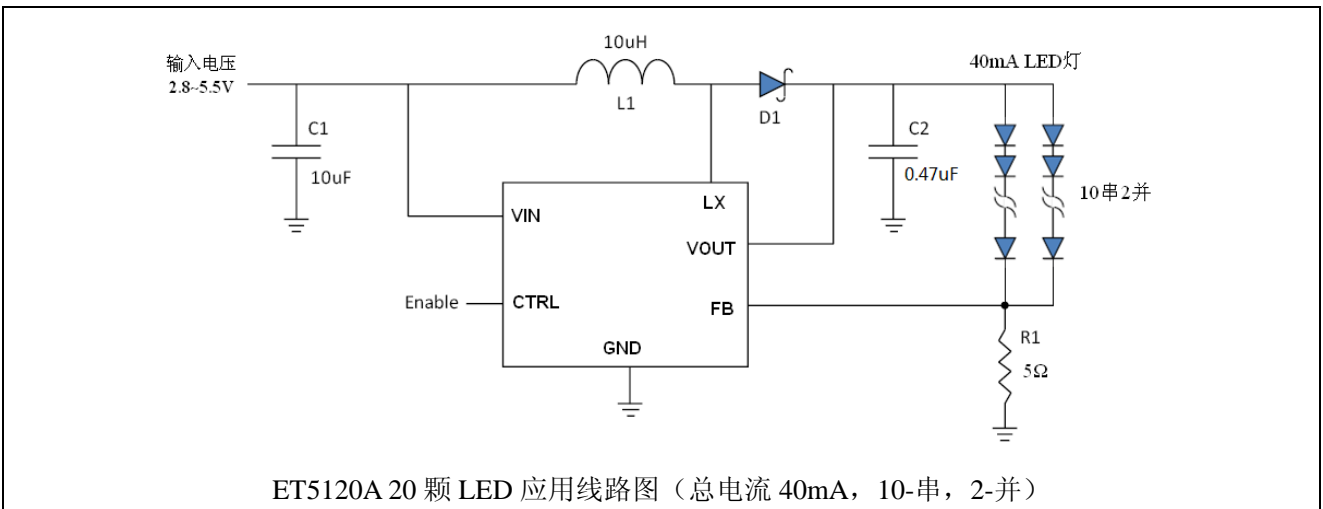 10uH
输入电压
2.8~5.5V
40mA LED灯
L1
D1
C1
10uF
C2
0.47uF
10串2并
VIN
LX
VOUT
Enable
CTRL
FB
GND
R1
5Ω
ET5120A 20 颗 LED 应用线路图（总电流 40mA，10-串，2-并）